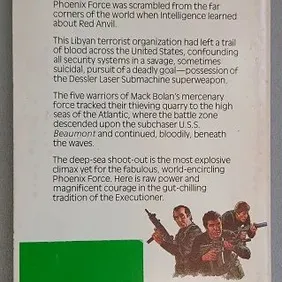 Phoenix Force was scrambled from the far
corners of the world when Intelligence learned
about Red Anvil.
This Libyan terrorist organization had left a trail
of blood across the United States, confounding
all security systems in a savage, sometimes
suicidal, pursuit of a deadly goal—possession of
the Dessler Laser Submachine superweapon.
The five warriors of Mack Bolan's mercenary
force tracked their thieving quarry to the high
seas of the Atlantic, where the battle zone
descended upon the subchaser U.S.S.
Beaumont and continued, bloodily, beneath
the waves.
The deep-sea shoot-out is the most explosive
climax yet for the fabulous, world-encircling
Phoenix Force. Here is raw power and
magnificent courage in the gut-chilling
tradition of the Executioner.